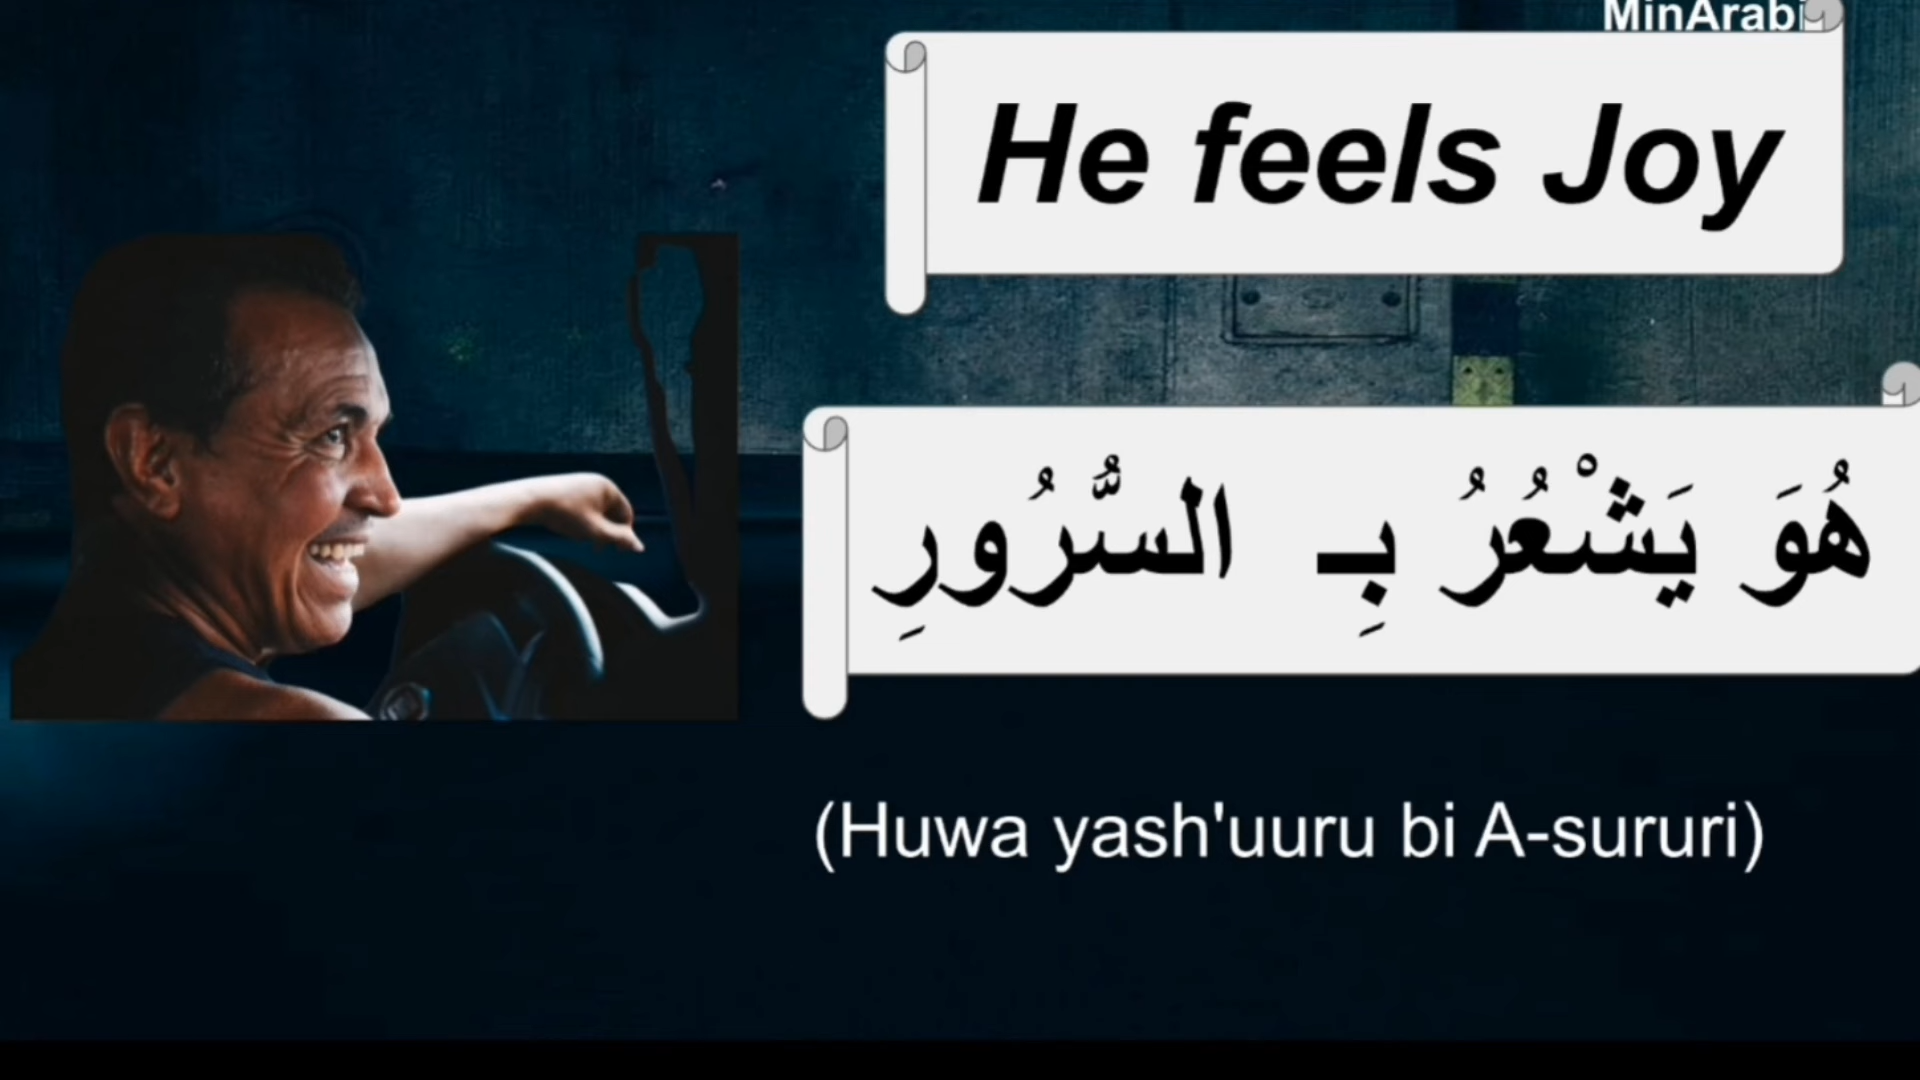 MinArabi
He feels Joy
هُوَ يَشْعُرُ بِـ السُّرُورِ
(Huwa yash'uuru bi A-sururi)